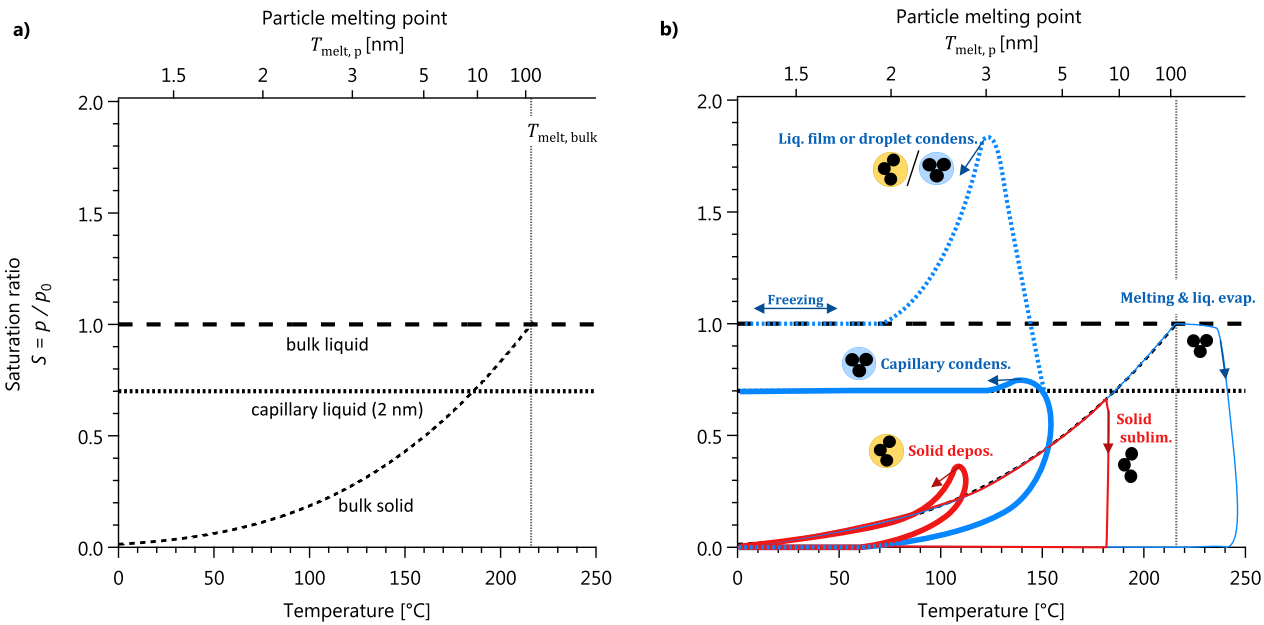 a)
Particle melting point
T melt, p [nm]
1.5 2 3 5 10 100
2.0
1.5
1.0
0.5
0.0
Saturation ratio
S = p / p0
T melt, bulk
bulk liquid
capillary liquid (2 nm)
bulk solid
0 50 100 150 200 250
Temperature [°C]
b)
Particle melting point
T melt, p [nm]
1.5 2 3 5 10 100
2.0
1.5
1.0
0.5
0.0
Liq. film or droplet condens.
Freezing
Melting & liq. evap.
Capillary condens.
Solid depos.
Solid
sublim.
0 50 100 150 200 250
Temperature [°C]